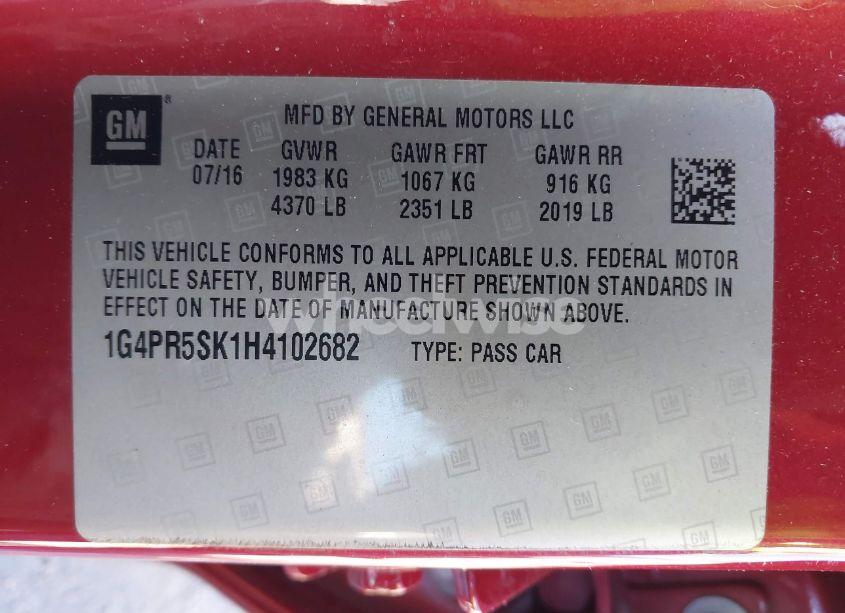 GM ® MFD BY GENERAL MOTORS LLC
DATE GVWR GAWR FRT GAWR RR
07/16 1983 KG 1067 KG 916 KG
4370 LB 2351 LB 2019 LB
THIS VEHICLE CONFORMS TO ALL APPLICABLE U.S. FEDERAL MOTOR
VEHICLE SAFETY, BUMPER, AND THEFT PREVENTION STANDARDS IN
EFFECT ON THE DATE OF MANUFACTURE SHOWN ABOVE.
wheelwise
1G4PR5SK1H4102682 TYPE: PASS CAR